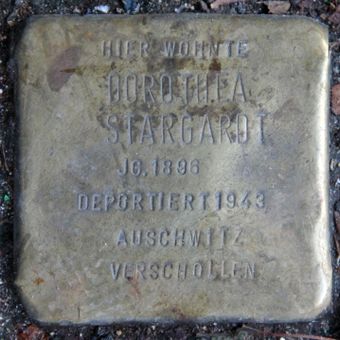 HIER WOHNTE
DOROTHEA
STARGARDT
JG. 1896
DEPORTIERT 1943
AUSCHWITZ
VERSCHOLLEN